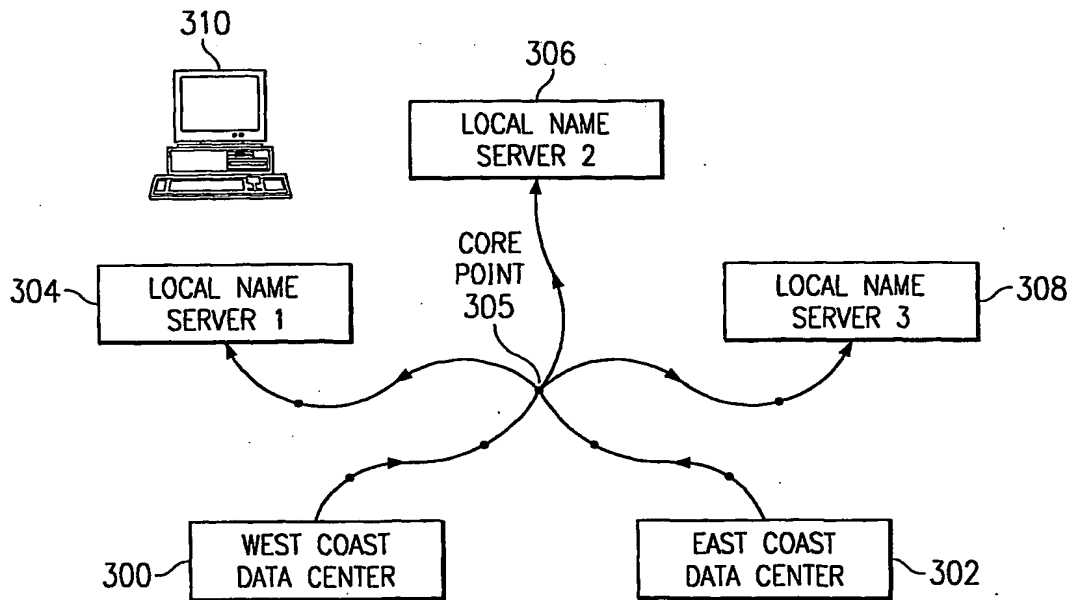 310
306
LOCAL NAME
SERVER 2
CORE
POINT
305
304
LOCAL NAME
SERVER 1
LOCAL NAME
SERVER 3
308
300
WEST COAST
DATA CENTER
EAST COAST
DATA CENTER
302